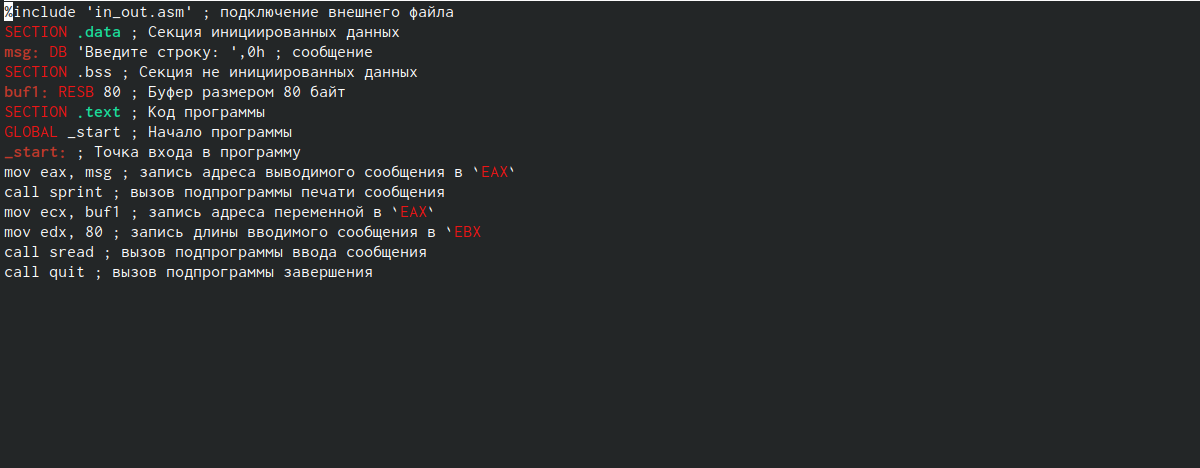 %include 'in_out.asm' ; подключение внешнего файла
SECTION .data ; Секция инициированных данных
msg: DB 'Введите строку: ',0h ; сообщение
SECTION .bss ; Секция не инициированных данных
buf1: RESB 80 ; Буфер размером 80 байт
SECTION .text ; Код программы
GLOBAL _start ; Начало программы
_start: ; Точка входа в программу
mov eax, msg ; запись адреса выводимого сообщения в `EAX`
call sprint ; вызов подпрограммы печати сообщения
mov ecx, buf1 ; запись адреса переменной в `EAX`
mov edx, 80 ; запись длины вводимого сообщения в `EBX
call sread ; вызов подпрограммы ввода сообщения
call quit ; вызов подпрограммы завершения